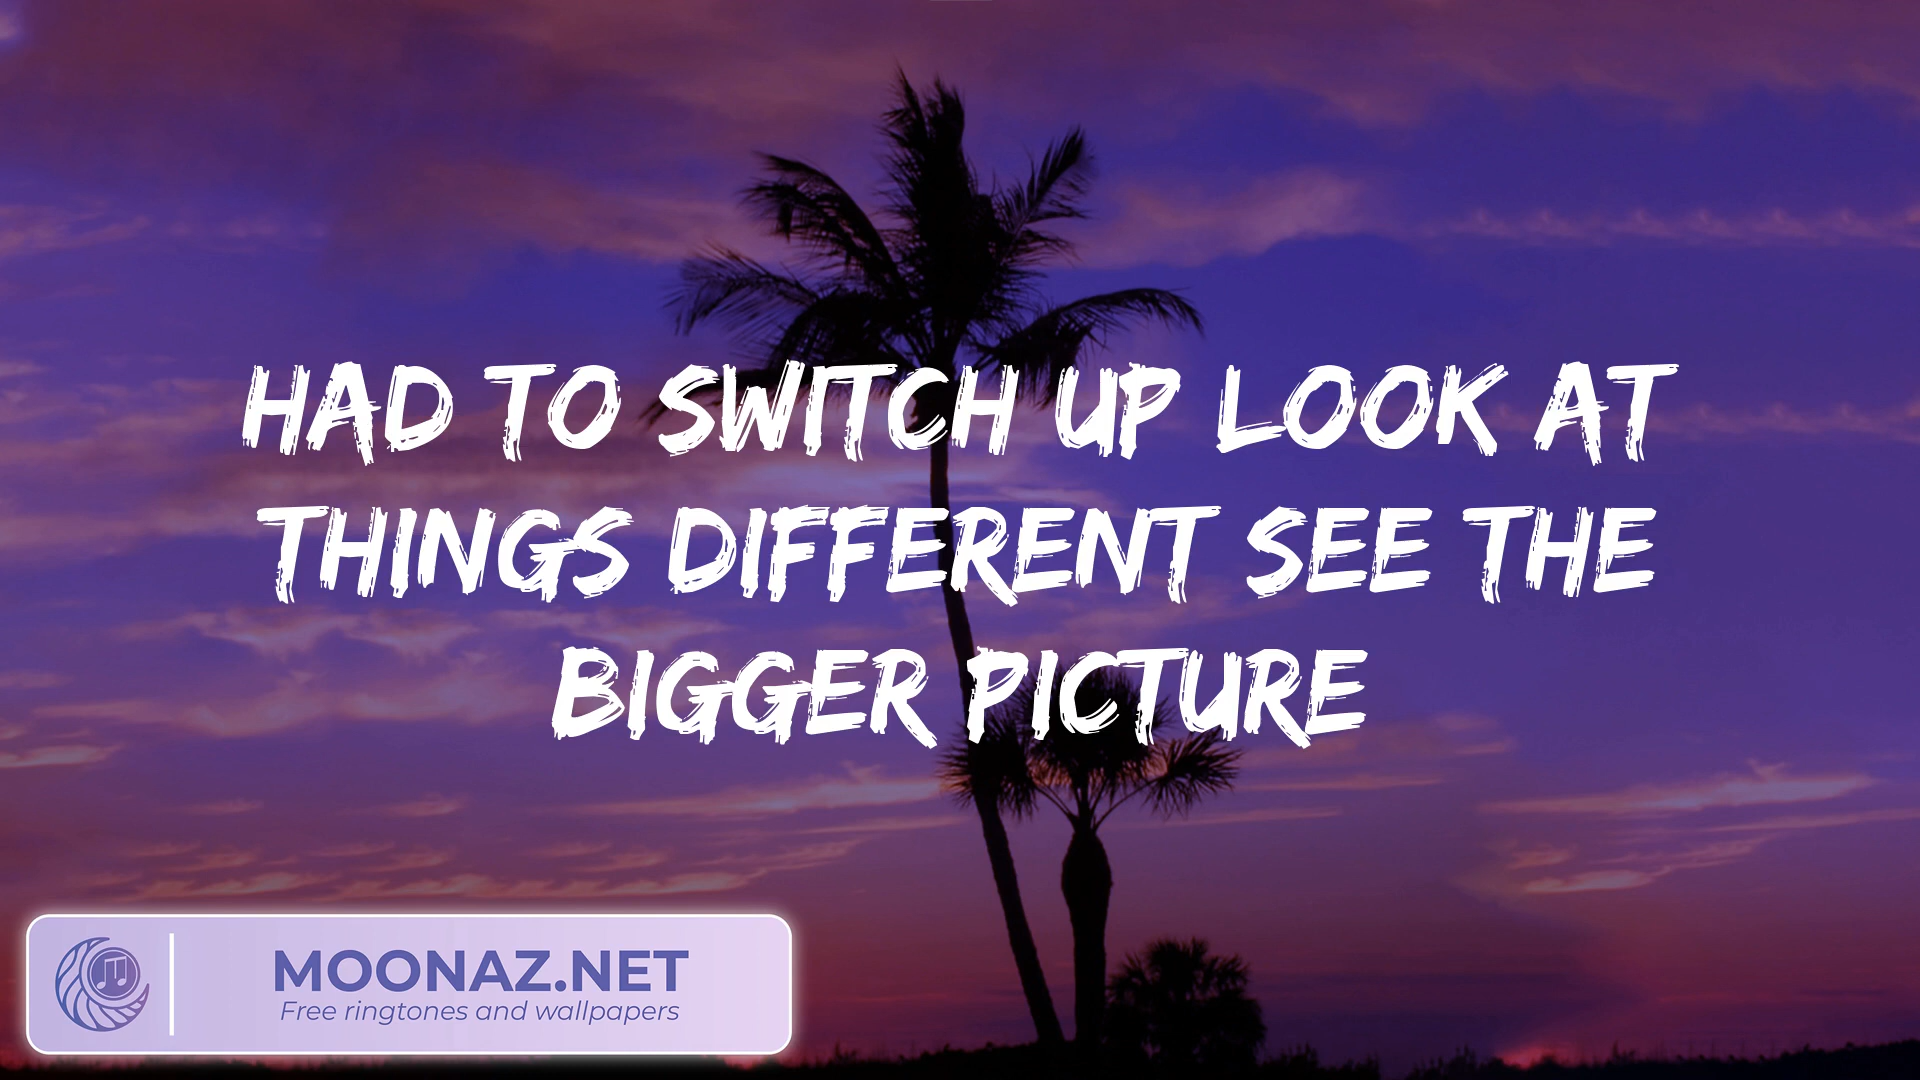 HAD TO SWITCH UP LOOK AT
THINGS DIFFERENT SEE THE
BIGGER PICTURE
MOONAZ.NET
Free ringtones and wallpapers